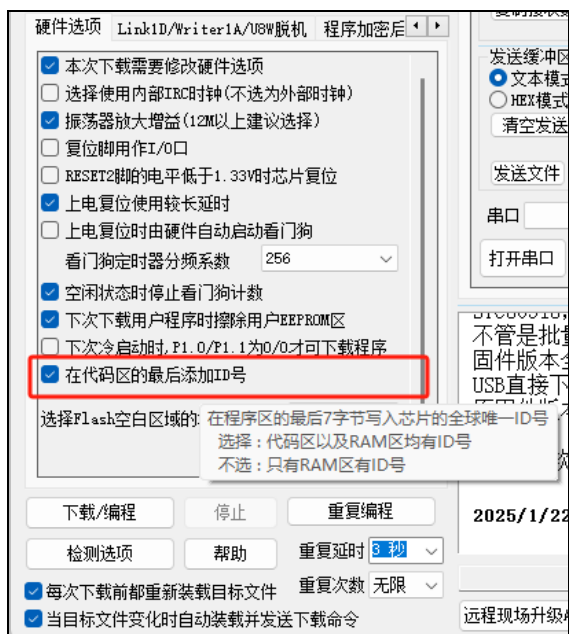 硬件选项 Link1D/Writer1A/U8W脱机 程序加密后
本次下载需要修改硬件选项
选择使用内部IRC时钟(不选为外部时钟)
振荡器放大增益(12M以上建议选择)
复位脚用作I/O口
RESET2脚的电平低于1.33V时芯片复位
上电复位使用较长延时
上电复位时由硬件自动启动看门狗
看门狗定时器分频系数 256
空闲状态时停止看门狗计数
下次下载用户程序时擦除用户EEPROM区
下次冷启动时,P1.0/P1.1为0/0才可下载程序
在代码区的最后添加ID号
选择Flash空白区域的
在程序区的最后7字节写入芯片的全球唯一ID号
选择：代码区以及RAM区均有ID号
不选：只有RAM区有ID号
下载/编程 停止 重复编程
检测选项 帮助 重复延时 3 秒
每次下载前都重新装载目标文件 重复次数 无限
当目标文件变化时自动装载并发送下载命令
发送缓冲区
文本模式
HEX模式
清空发送
发送文件
串口
打开串口
不管是批量
固件版本
USB直接下
次
2025/1/22
远程现场升级